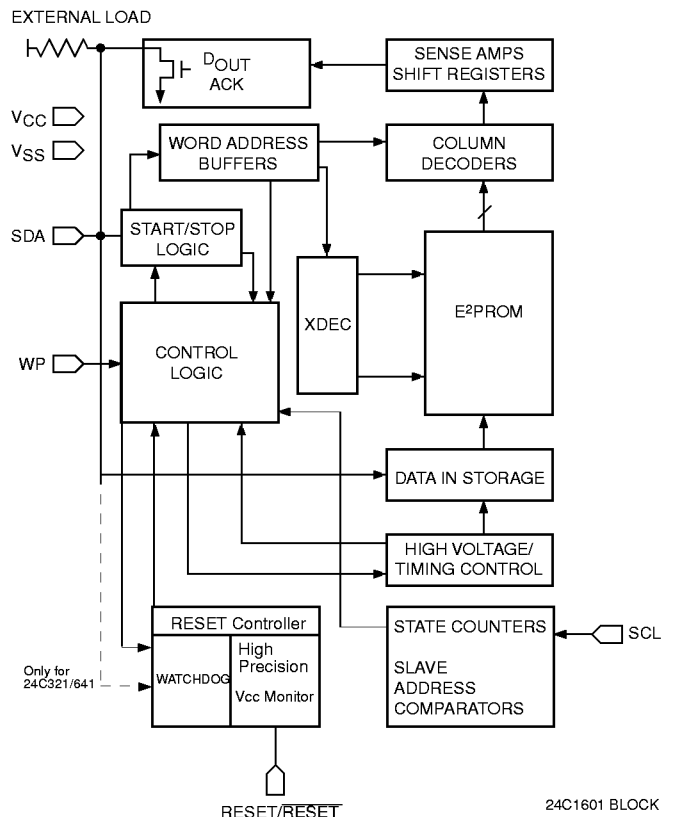 EXTERNAL LOAD
DOUT
ACK
SENSE AMPS
SHIFT REGISTERS
VCC
VSS
WORD ADDRESS
BUFFERS
COLUMN
DECODERS
SDA
START/STOP
LOGIC
XDEC
E²PROM
WP
CONTROL
LOGIC
DATA IN STORAGE
HIGH VOLTAGE/
TIMING CONTROL
RESET Controller
WATCHDOG
High
Precision
Vcc Monitor
STATE COUNTERS
SLAVE
ADDRESS
COMPARATORS
SCL
Only for
24C321/641
RESET/RESET
24C1601 BLOCK